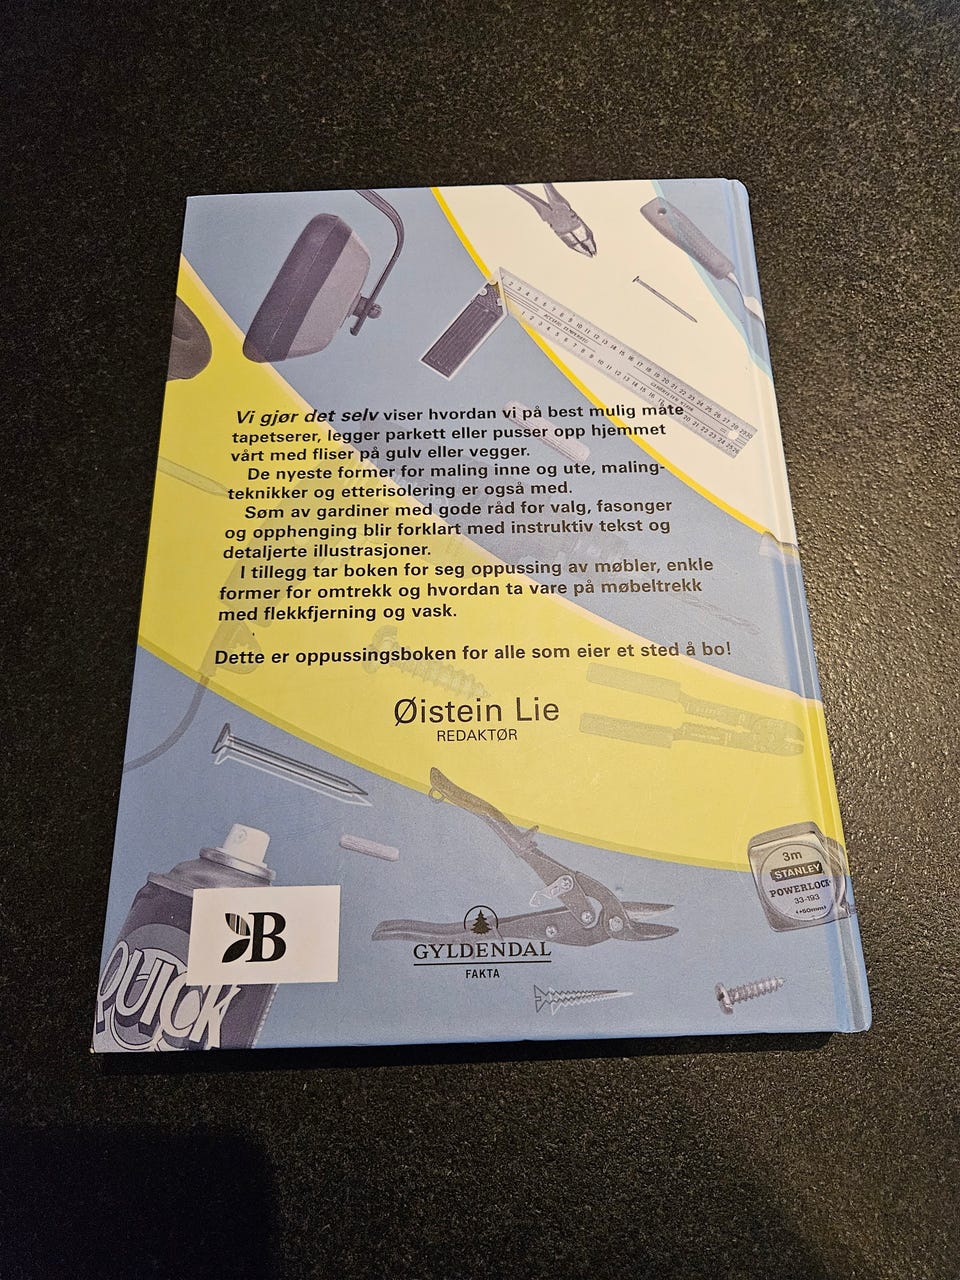 Vi gjør det selv viser hvordan vi på best mulig måte
tapetserer, legger parkett eller pusser opp hjemmet
vårt med fliser på gulv eller vegger.
De nyeste former for maling inne og ute, maling-
teknikker og etterisolering er også med.
Søm av gardiner med gode råd for valg, fasonger
og opphenging blir forklart med instruktiv tekst og
detaljerte illustrasjoner.
I tillegg tar boken for seg oppussing av møbler, enkle
former for omtrekk og hvordan ta vare på møbeltrekk
med flekkfjerning og vask.
Dette er oppussingsboken for alle som eier et sted å bo!
Øistein Lie
REDAKTØR
3m
STANLEY
POWERLOCK
33-193
(+50mm)
B
GYLDENDAL
FAKTA
QUICK